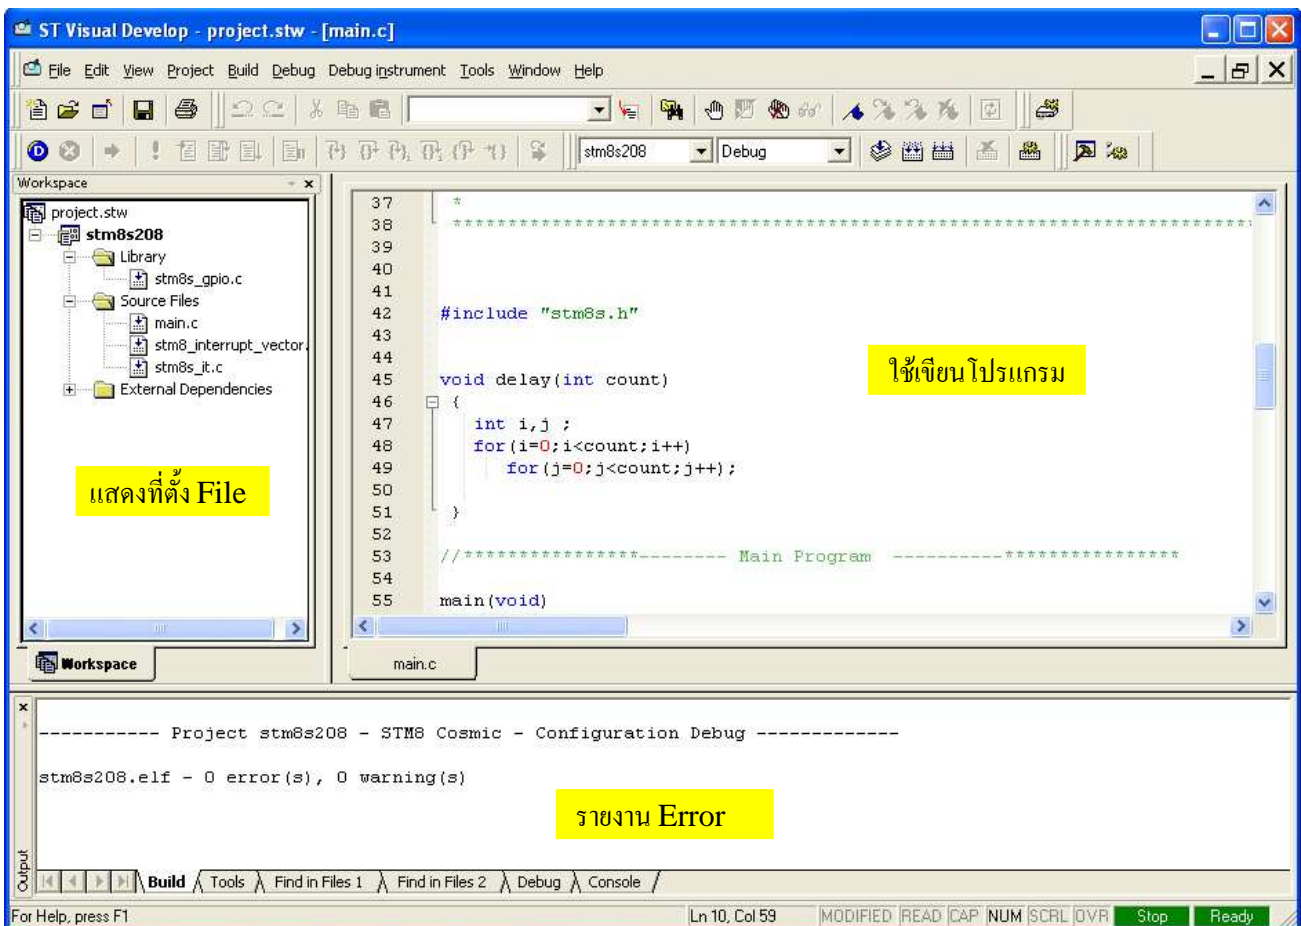 ST Visual Develop - project.stw - [main.c]
File Edit View Project Build Debug Debug instrument Tools Window Help
stm8s208 Debug
Workspace
project.stw
stm8s208
Library
stm8s_gpio.c
Source Files
main.c
stm8_interrupt_vector.
stm8s_it.c
External Dependencies
แสดงที่ตั้ง File
Workspace
37 *
38 *************************************************************************
39
40
41
42 #include "stm8s.h"
43
44
45 void delay(int count)
46 {
47 int i,j ;
48 for(i=0;i<count;i++)
49 for(j=0;j<count;j++);
50
51 }
52
53 //****************-------- Main Program ----------****************
54
55 main(void)
ใช้เขียนโปรแกรม
main.c
----------- Project stm8s208 - STM8 Cosmic - Configuration Debug -------------
stm8s208.elf - 0 error(s), 0 warning(s)
รายงาน Error
Output
Build Tools Find in Files 1 Find in Files 2 Debug Console
For Help, press F1 Ln 10, Col 59 MODIFIED READ CAP NUM SCRL OVR Stop Ready